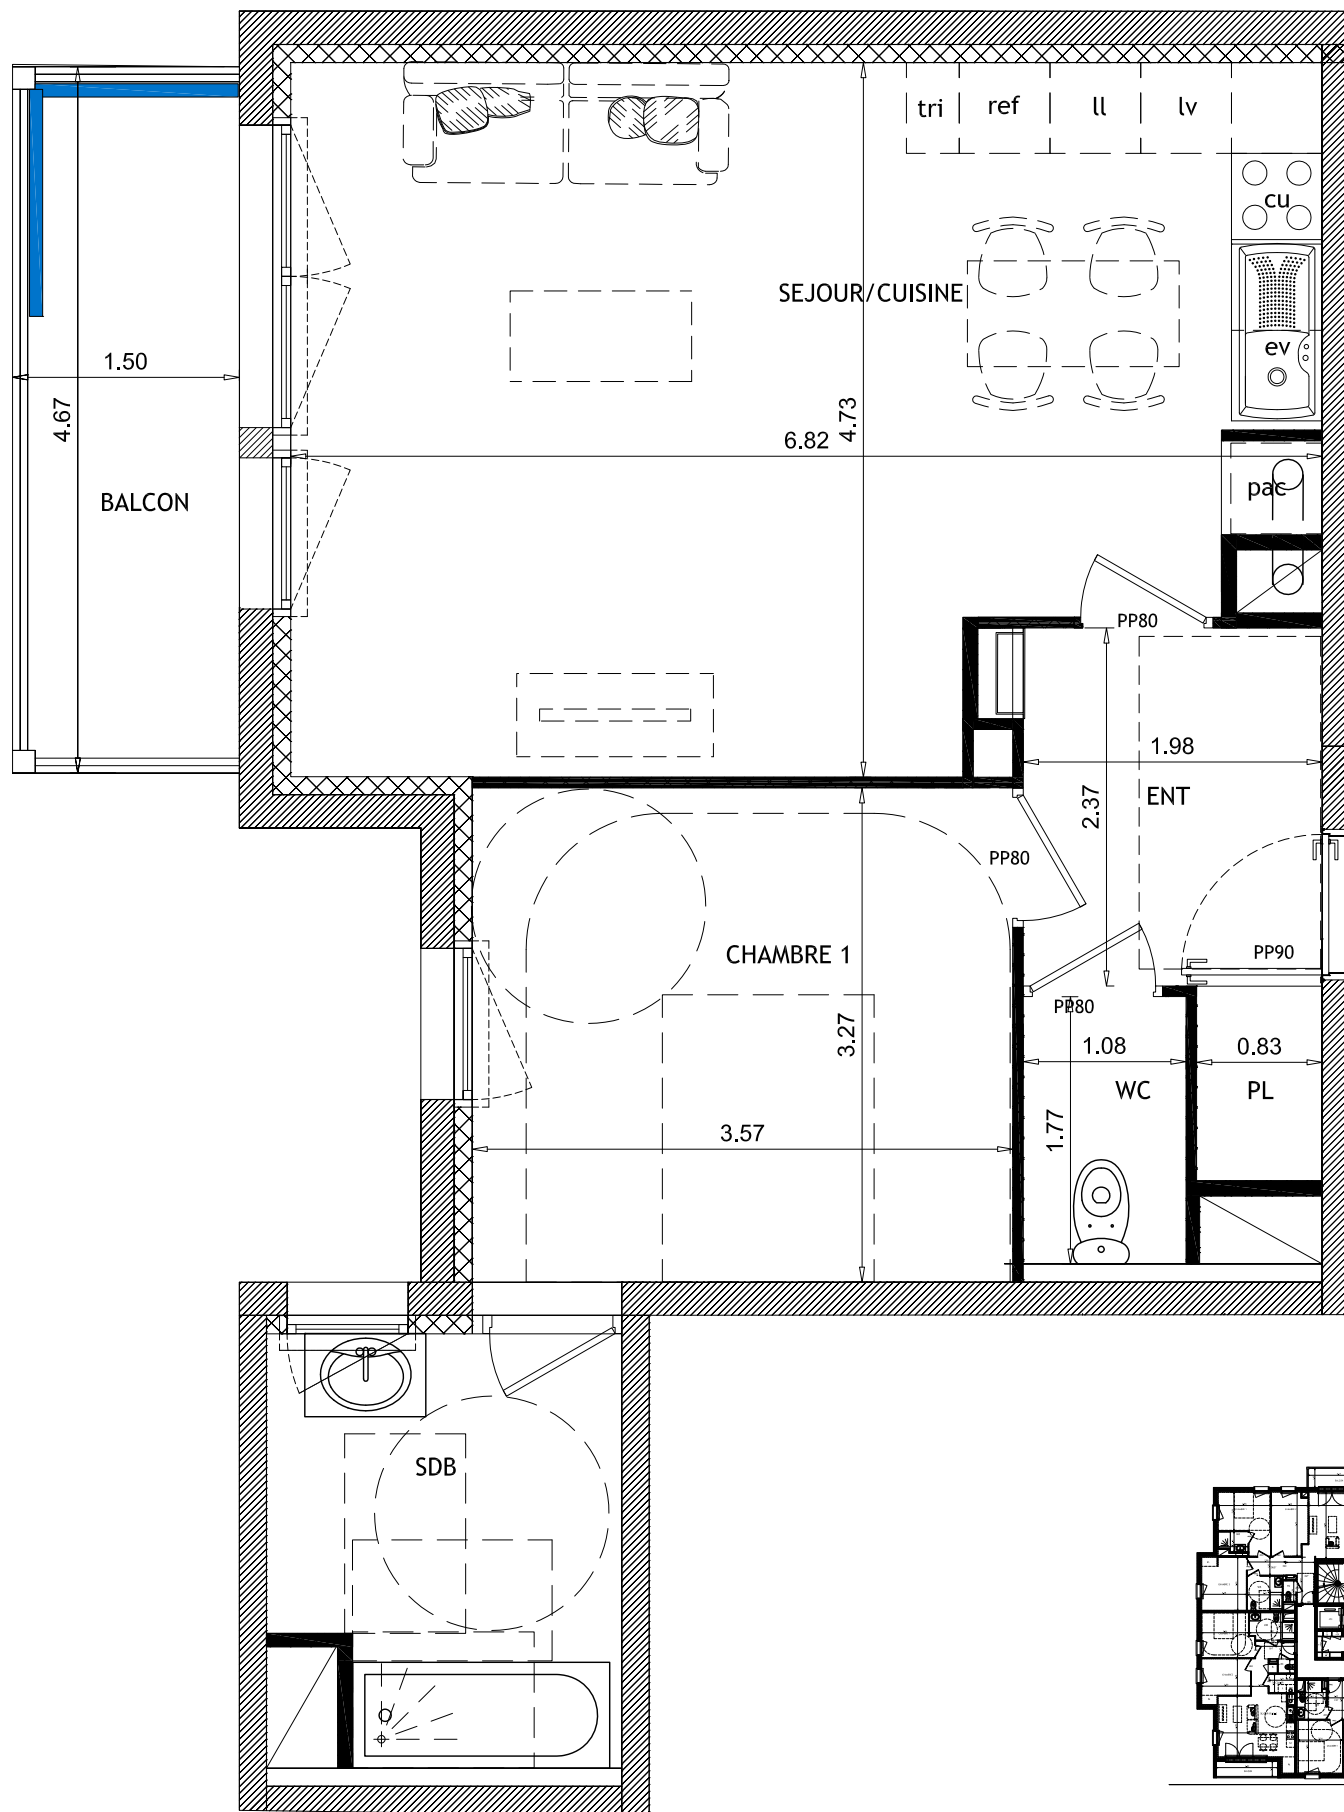 tri ref ll lv
cu
SEJOUR/CUISINE
ev
1.50
4.67
4.73
6.82
BALCON
pac
PP80
1.98
2.37
ENT
PP80
CHAMBRE 1
PP90
PP80
3.27
1.08
0.83
WC
PL
1.77
3.57
SDB